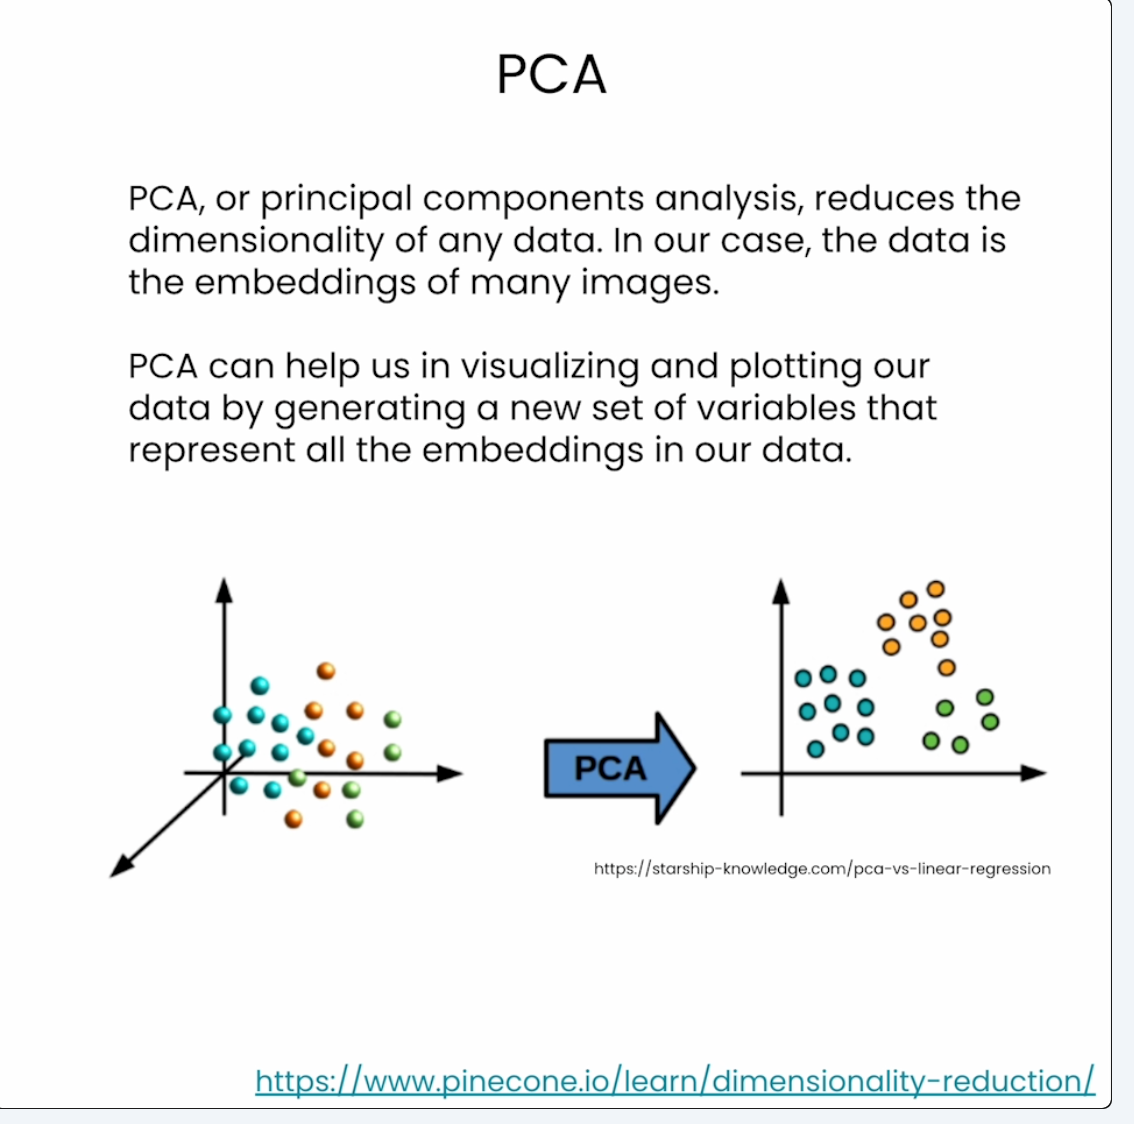 PCA
PCA, or principal components analysis, reduces the
dimensionality of any data. In our case, the data is
the embeddings of many images.
PCA can help us in visualizing and plotting our
data by generating a new set of variables that
represent all the embeddings in our data.
PCA
https://starship-knowledge.com/pca-vs-linear-regression
https://www.pinecone.io/learn/dimensionality-reduction/